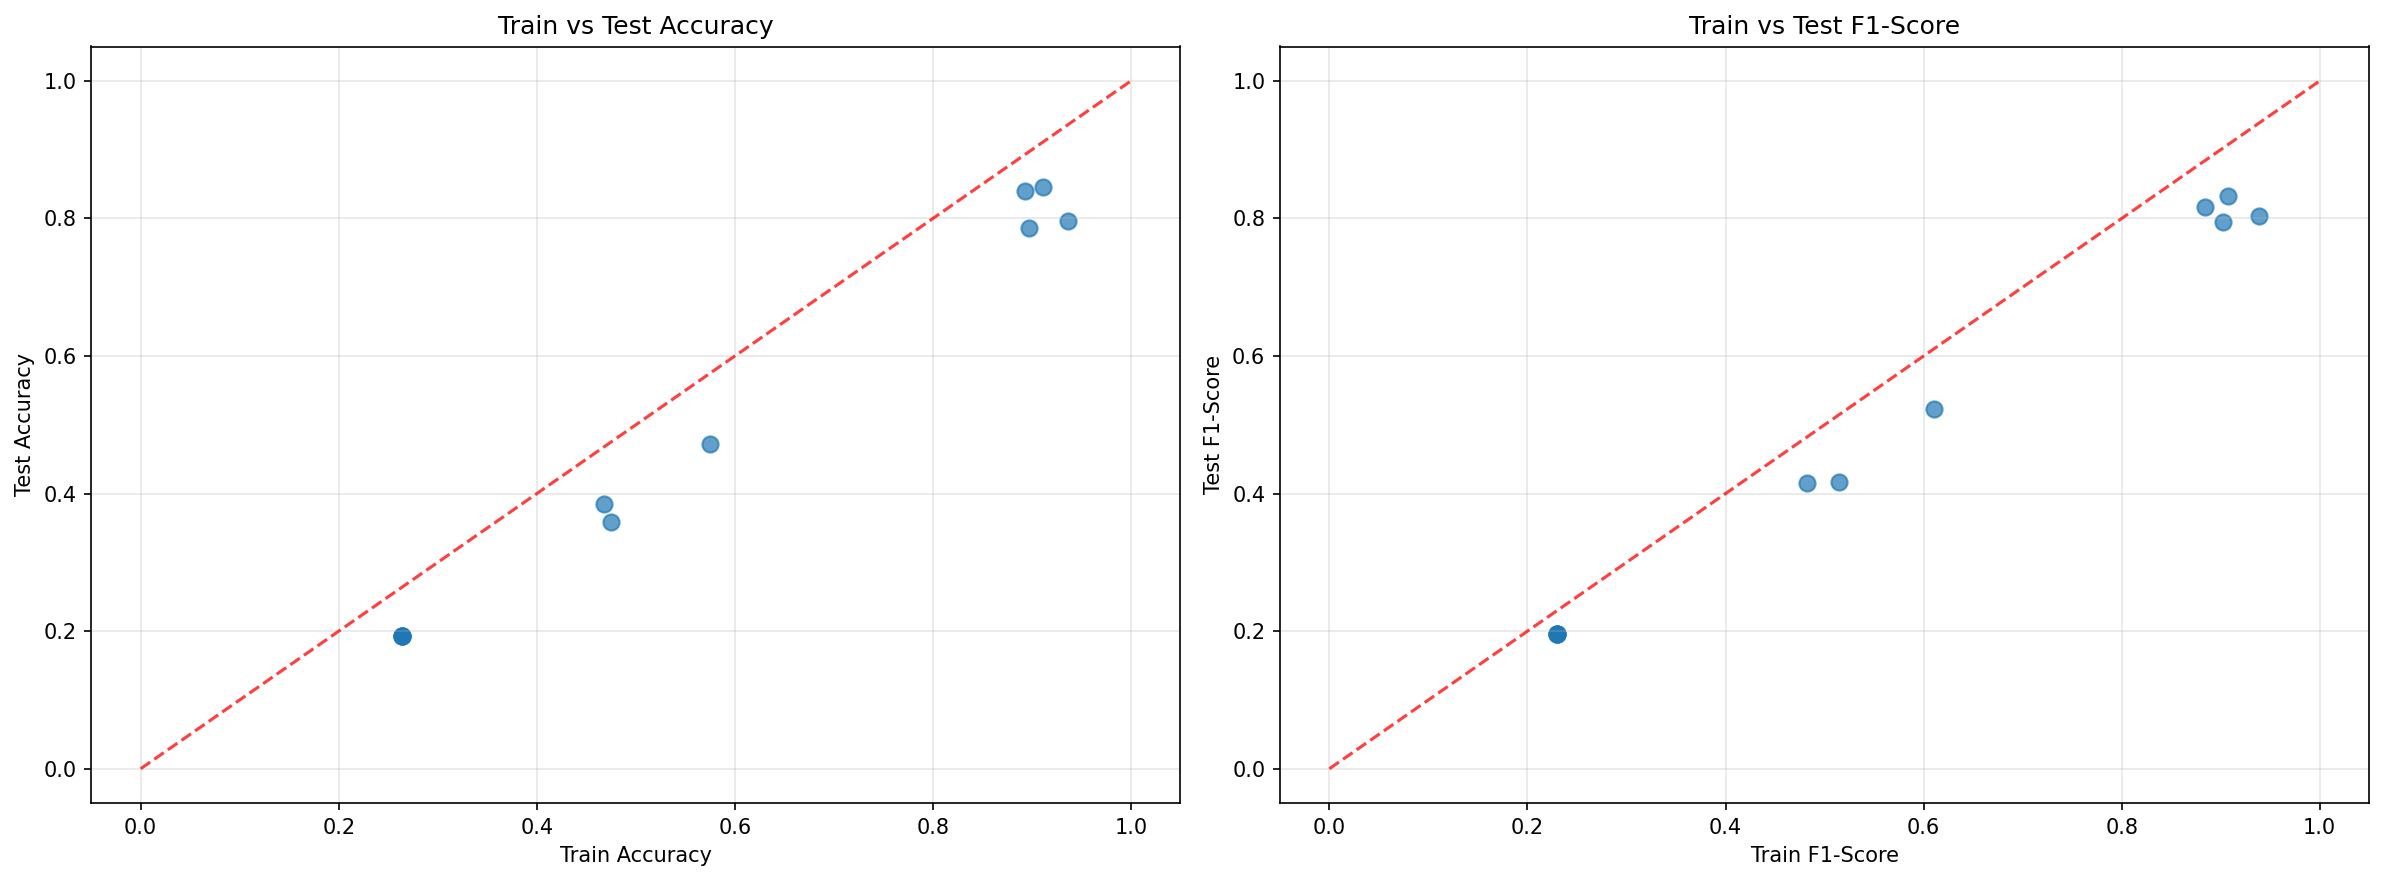 Train vs Test Accuracy
1.0
0.8
0.6
0.4
0.2
0.0
Test Accuracy
0.0 0.2 0.4 0.6 0.8 1.0
Train Accuracy
Train vs Test F1-Score
1.0
0.8
0.6
0.4
0.2
0.0
Test F1-Score
0.0 0.2 0.4 0.6 0.8 1.0
Train F1-Score